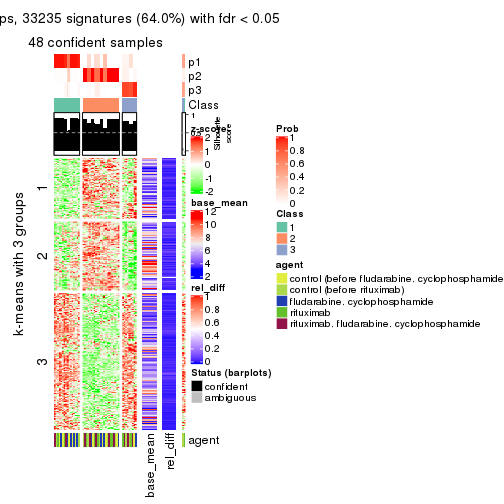 ps, 33235 signatures (64.0%) with fdr < 0.05
48 confident samples
p1
p2
p3
Class
1
0.5
0
Silhouette
score
z-score
2
1
0
-1
-2
base_mean
12
10
8
6
4
2
rel_diff
1
0.8
0.6
0.4
0.2
0
Status (barplots)
confident
ambiguous
Prob
1
0.8
0.6
0.4
0.2
0
Class
1
2
3
agent
control (before fludarabine. cyclophosphamide
control (before rituximab)
fludarabine. cyclophosphamide
rituximab
rituximab. fludarabine. cyclophosphamide
k-means with 3 groups
1
2
3
agent
base_mean
rel_diff